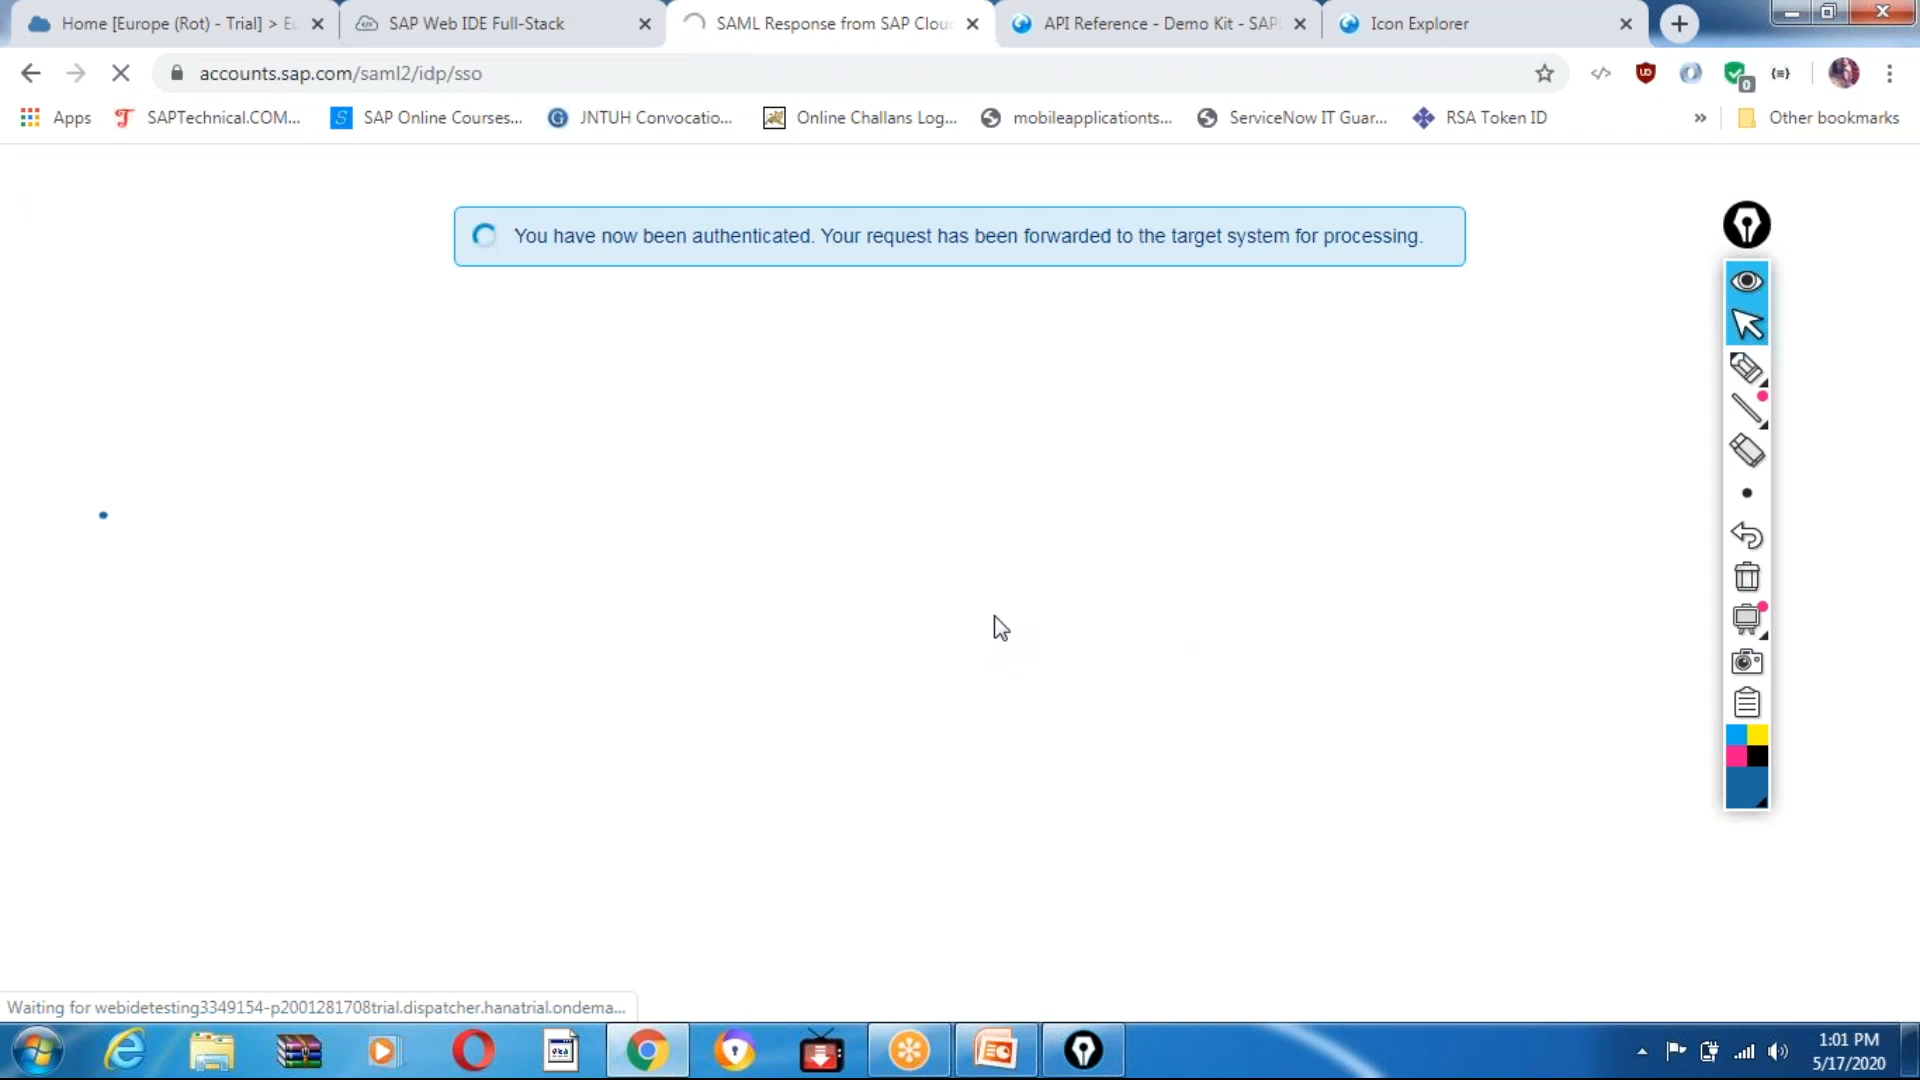 Home [Europe (Rot) - Trial] > Eu
SAP Web IDE Full-Stack
SAML Response from SAP Clou
API Reference - Demo Kit - SAPU
Icon Explorer
accounts.sap.com/saml2/idp/sso
Apps
SAPTechnical.COM...
SAP Online Courses...
JNTUH Convocatio...
Online Challans Log...
mobileapplicationts...
ServiceNow IT Guar...
RSA Token ID
»
Other bookmarks
You have now been authenticated. Your request has been forwarded to the target system for processing.
Waiting for webidetesting3349154-p2001281708trial.dispatcher.hanatrial.ondema...
1:01 PM
5/17/2020